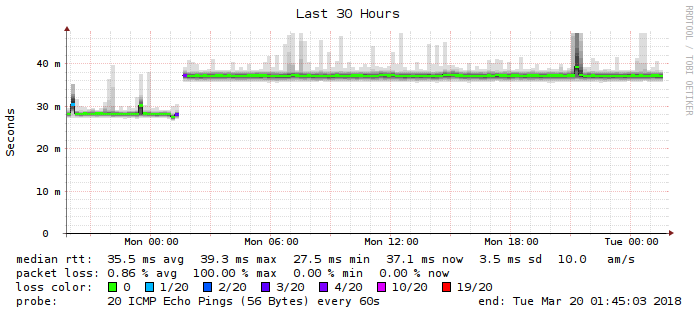 Last 30 Hours
RRDTOOL / TOBI OETIKER
Seconds
40 m
30 m
20 m
10 m
0
Mon 00:00 Mon 06:00 Mon 12:00 Mon 18:00 Tue 00:00
median rtt: 35.5 ms avg 39.3 ms max 27.5 ms min 37.1 ms now 3.5 ms sd 10.0 am/s
packet loss: 0.86 % avg 100.00 % max 0.00 % min 0.00 % now
loss color: 0 1/20 2/20 3/20 4/20 10/20 19/20
probe: 20 ICMP Echo Pings (56 Bytes) every 60s end: Tue Mar 20 01:45:03 2018